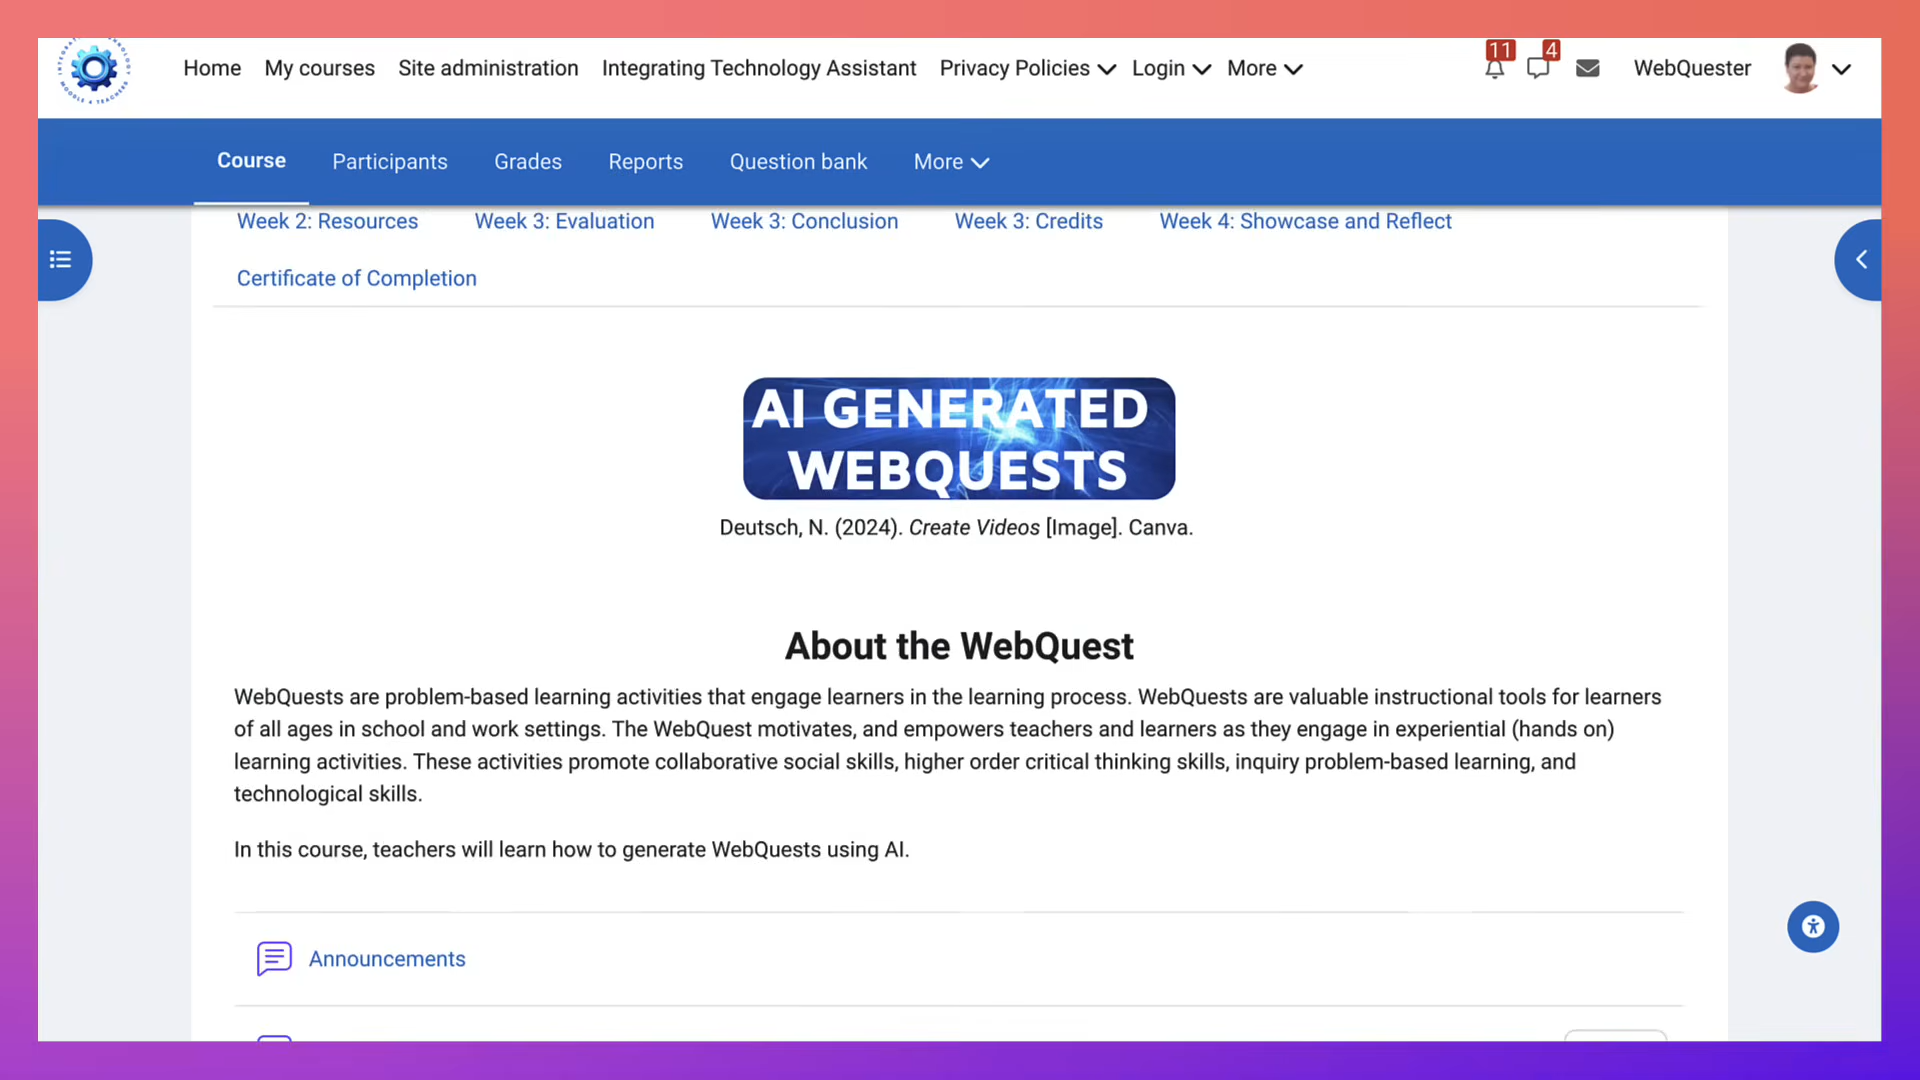 INTEGRATING TECHNOLOGY
MOODLE 4 TEACHERS
Home My courses Site administration Integrating Technology Assistant Privacy Policies Login More 11 4 WebQuester
Course Participants Grades Reports Question bank More
Week 2: Resources Week 3: Evaluation Week 3: Conclusion Week 3: Credits Week 4: Showcase and Reflect
Certificate of Completion
AI GENERATED
WEBQUESTS
Deutsch, N. (2024). Create Videos [Image]. Canva.
About the WebQuest
WebQuests are problem-based learning activities that engage learners in the learning process. WebQuests are valuable instructional tools for learners
of all ages in school and work settings. The WebQuest motivates, and empowers teachers and learners as they engage in experiential (hands on)
learning activities. These activities promote collaborative social skills, higher order critical thinking skills, inquiry problem-based learning, and
technological skills.
In this course, teachers will learn how to generate WebQuests using AI.
Announcements